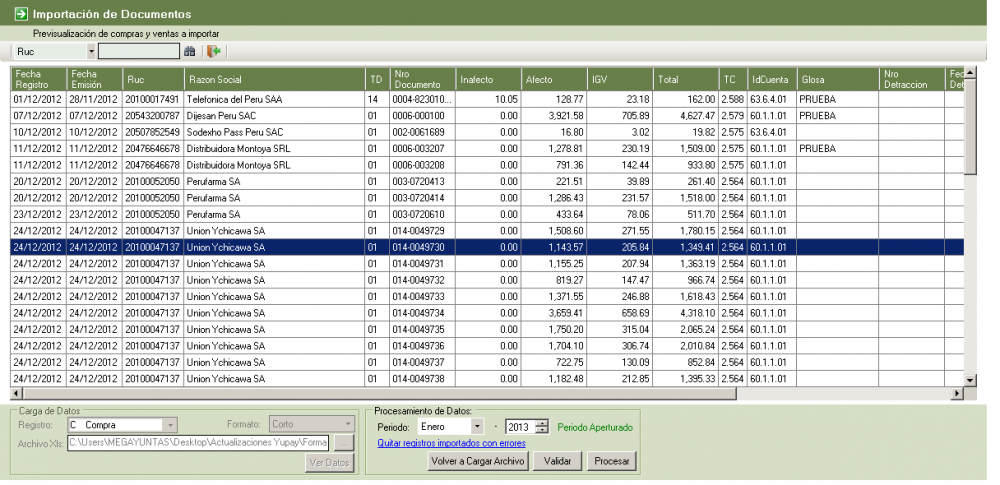 Importación de Documentos
Previsualización de compras y ventas a importar
Ruc
Fecha Registro Fecha Emisión Ruc Razon Social TD Nro Documento Inafecto Afecto IGV Total TC IdCuenta Glosa Nro Detraccion Fec Det
01/12/2012 28/11/2012 20100017491 Telefonica del Peru SAA 14 0004-823010... 10.05 128.77 23.18 162.00 2.588 63.6.4.01 PRUEBA
07/12/2012 07/12/2012 20543200787 Dijesan Peru SAC 01 0006-000100 0.00 3,921.58 705.89 4,627.47 2.579 60.1.1.01 PRUEBA
10/12/2012 10/12/2012 20507852549 Sodexho Pass Peru SAC 01 002-0061689 0.00 16.80 3.02 19.82 2.575 63.6.4.01
11/12/2012 11/12/2012 20476646678 Distribuidora Montoya SRL 01 0006-003207 0.00 1,278.81 230.19 1,509.00 2.575 60.1.1.01 PRUEBA
11/12/2012 11/12/2012 20476646678 Distribuidora Montoya SRL 01 0006-003208 0.00 791.36 142.44 933.80 2.575 60.1.1.01
20/12/2012 20/12/2012 20100052050 Perufarma SA 01 003-0720413 0.00 221.51 39.89 261.40 2.564 60.1.1.01
20/12/2012 20/12/2012 20100052050 Perufarma SA 01 003-0720414 0.00 1,286.43 231.57 1,518.00 2.564 60.1.1.01
23/12/2012 23/12/2012 20100052050 Perufarma SA 01 003-0720610 0.00 433.64 78.06 511.70 2.564 60.1.1.01
24/12/2012 24/12/2012 20100047137 Union Ychicawa SA 01 014-0049729 0.00 1,508.60 271.55 1,780.15 2.564 60.1.1.01
24/12/2012 24/12/2012 20100047137 Union Ychicawa SA 01 014-0049730 0.00 1,143.57 205.84 1,349.41 2.564 60.1.1.01
24/12/2012 24/12/2012 20100047137 Union Ychicawa SA 01 014-0049731 0.00 1,155.25 207.94 1,363.19 2.564 60.1.1.01
24/12/2012 24/12/2012 20100047137 Union Ychicawa SA 01 014-0049732 0.00 819.27 147.47 966.74 2.564 60.1.1.01
24/12/2012 24/12/2012 20100047137 Union Ychicawa SA 01 014-0049733 0.00 1,371.55 246.88 1,618.43 2.564 60.1.1.01
24/12/2012 24/12/2012 20100047137 Union Ychicawa SA 01 014-0049734 0.00 3,659.41 658.69 4,318.10 2.564 60.1.1.01
24/12/2012 24/12/2012 20100047137 Union Ychicawa SA 01 014-0049735 0.00 1,750.20 315.04 2,065.24 2.564 60.1.1.01
24/12/2012 24/12/2012 20100047137 Union Ychicawa SA 01 014-0049736 0.00 1,704.10 306.74 2,010.84 2.564 60.1.1.01
24/12/2012 24/12/2012 20100047137 Union Ychicawa SA 01 014-0049737 0.00 722.75 130.09 852.84 2.564 60.1.1.01
24/12/2012 24/12/2012 20100047137 Union Ychicawa SA 01 014-0049738 0.00 1,182.48 212.85 1,395.33 2.564 60.1.1.01
Carga de Datos
Registro: C Compra Formato: Corto
Archivo Xls: C:\Users\MEGAYUNTAS\Desktop\Actualizaciones Yupay\Forma ...
Ver Datos
Procesamiento de Datos:
Periodo: Enero - 2013 Periodo Aperturado
Quitar registros importados con errores
Volver a Cargar Archivo Validar Procesar